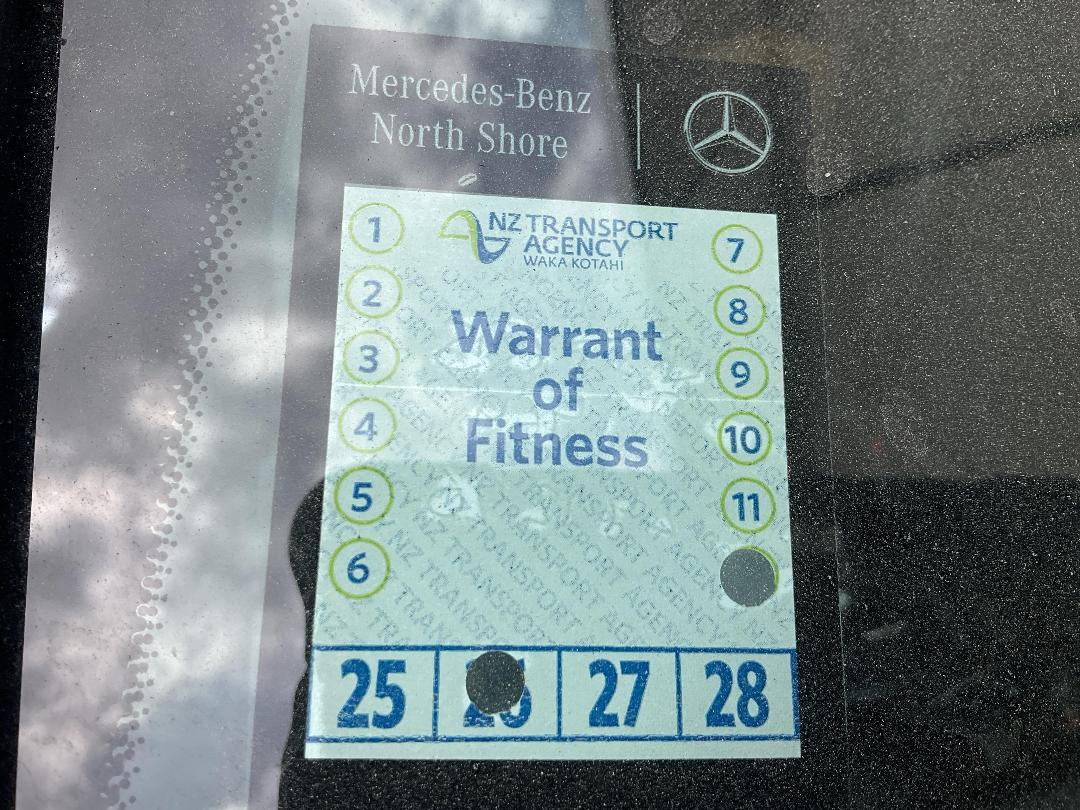 Mercedes-Benz
North Shore
NZ TRANSPORT
AGENCY
WAKA KOTAHI
1
2
3
4
5
6
Warrant
of
Fitness
7
8
9
10
11
25
26
27
28